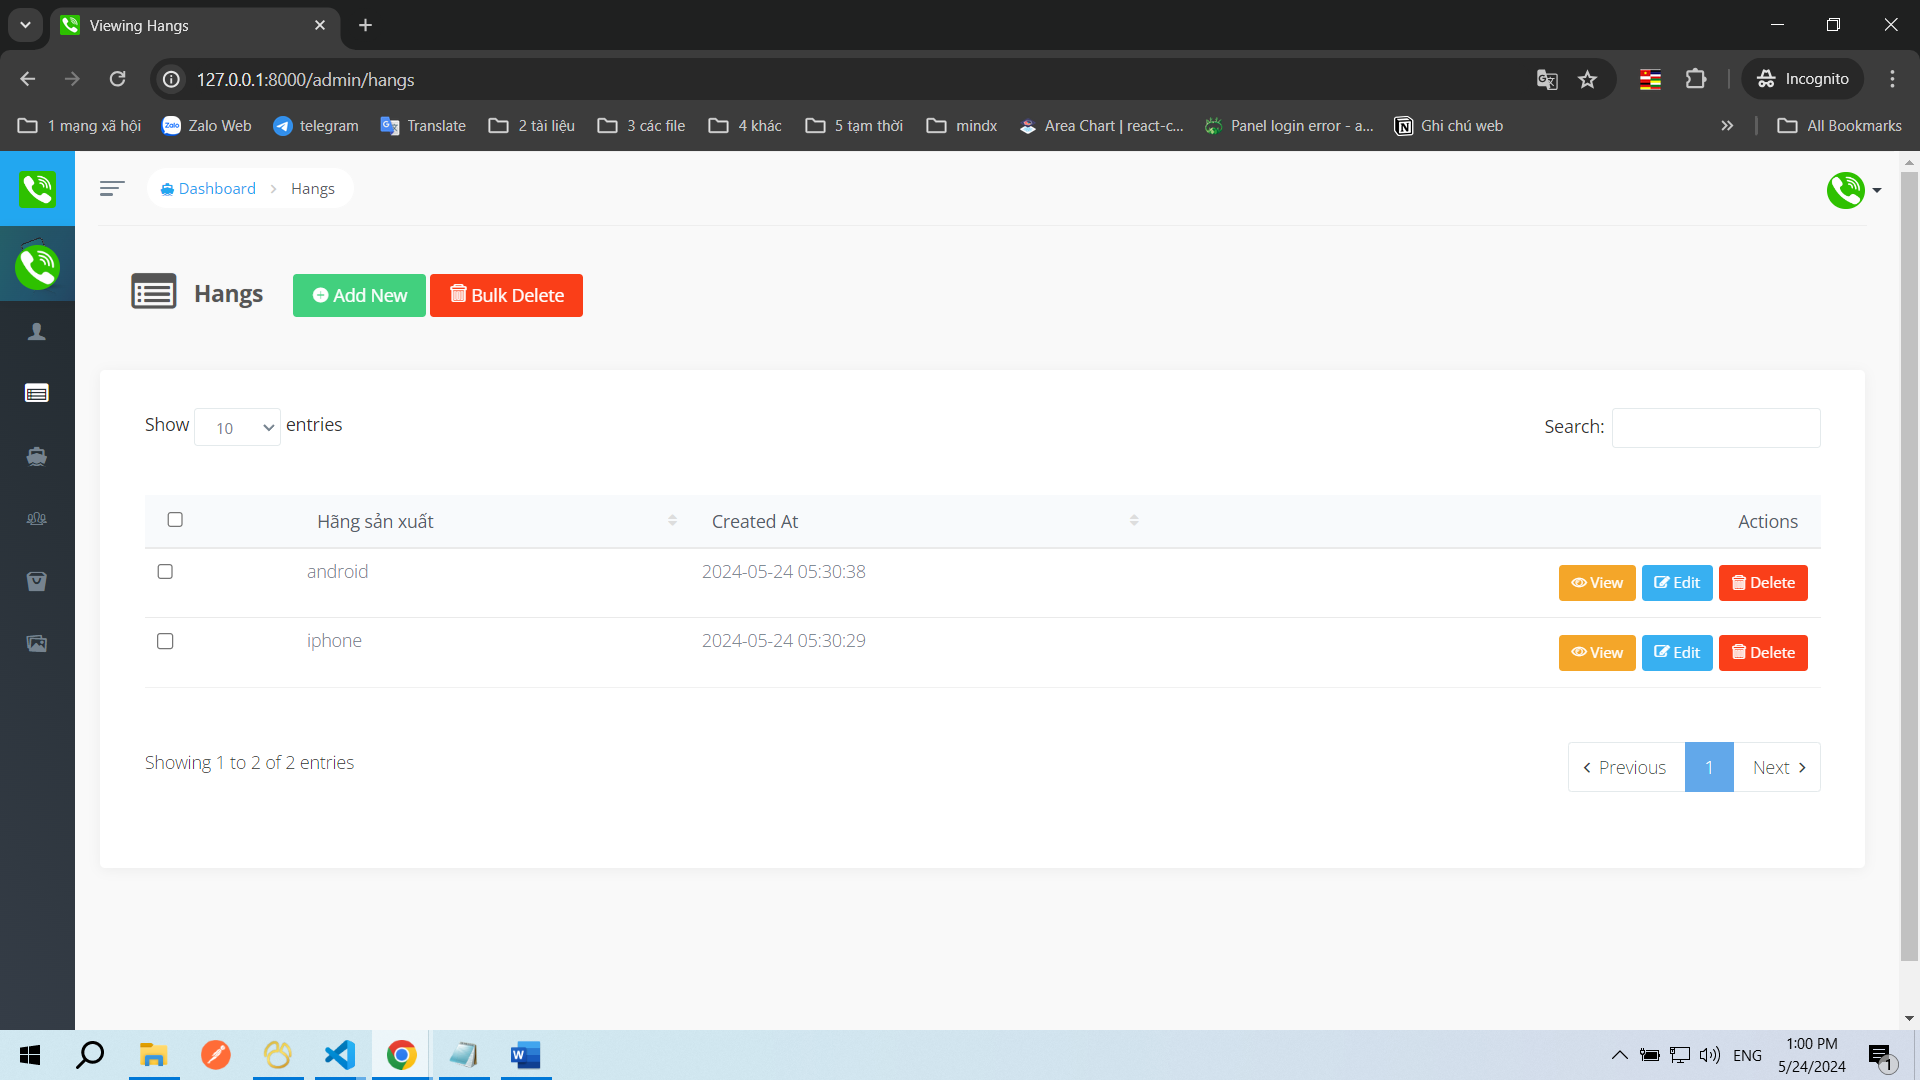 Viewing Hangs
127.0.0.1:8000/admin/hangs
Incognito
1 mạng xã hội
Zalo Web
telegram
Translate
2 tài liệu
3 các file
4 khác
5 tạm thời
mindx
Area Chart | react-c...
Panel login error - a...
Ghi chú web
All Bookmarks
Dashboard
Hangs
Hangs
Add New
Bulk Delete
Show 10 entries
Search:
Hãng sản xuất
Created At
Actions
android
2024-05-24 05:30:38
View
Edit
Delete
iphone
2024-05-24 05:30:29
View
Edit
Delete
Showing 1 to 2 of 2 entries
Previous
1
Next
ENG
1:00 PM
5/24/2024
1